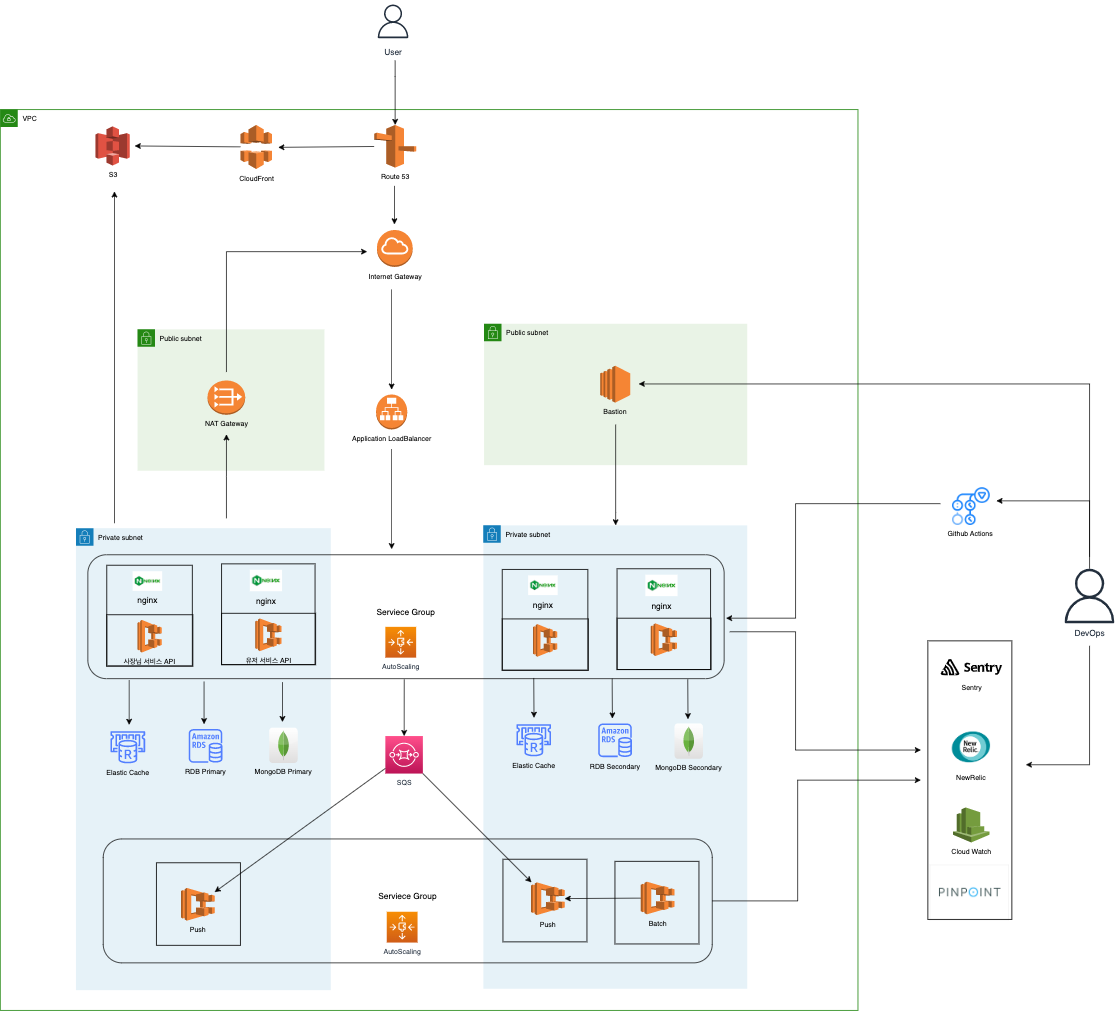 User
VPC
S3
CloudFront
Route 53
Internet Gateway
Public subnet
NAT Gateway
Application LoadBalancer
Public subnet
Bastion
Github Actions
DevOps
Private subnet
NGINX
nginx
사장님 서비스 API
NGINX
nginx
유저 서비스 API
Serviece Group
AutoScaling
Private subnet
NGINX
nginx
NGINX
nginx
R
Elastic Cache
Amazon
RDS
RDB Primary
MongoDB Primary
SQS
R
Elastic Cache
Amazon
RDS
RDB Secondary
MongoDB Secondary
Sentry
Sentry
New
Relic
NewRelic
Cloud Watch
PINPOINT
Push
Serviece Group
AutoScaling
Push
Batch